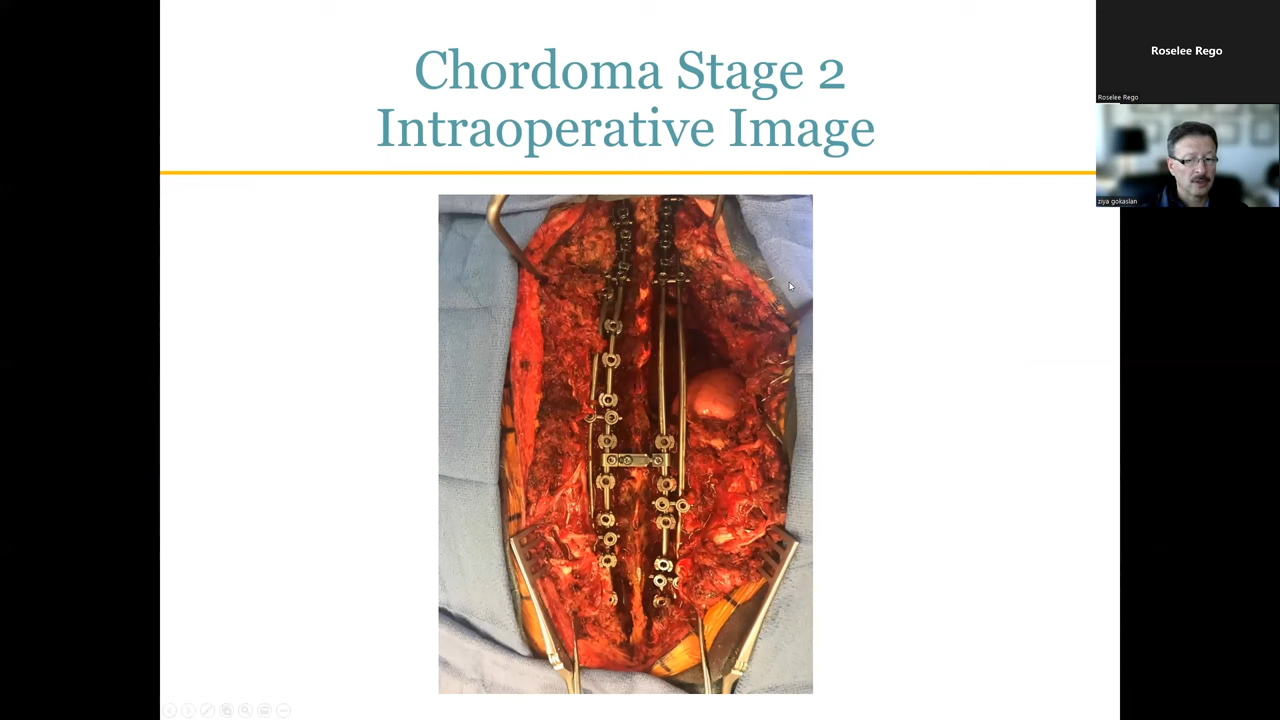 Chordoma Stage 2
Intraoperative Image
Roselee Rego
Roselee Rego
ziya gokaslan